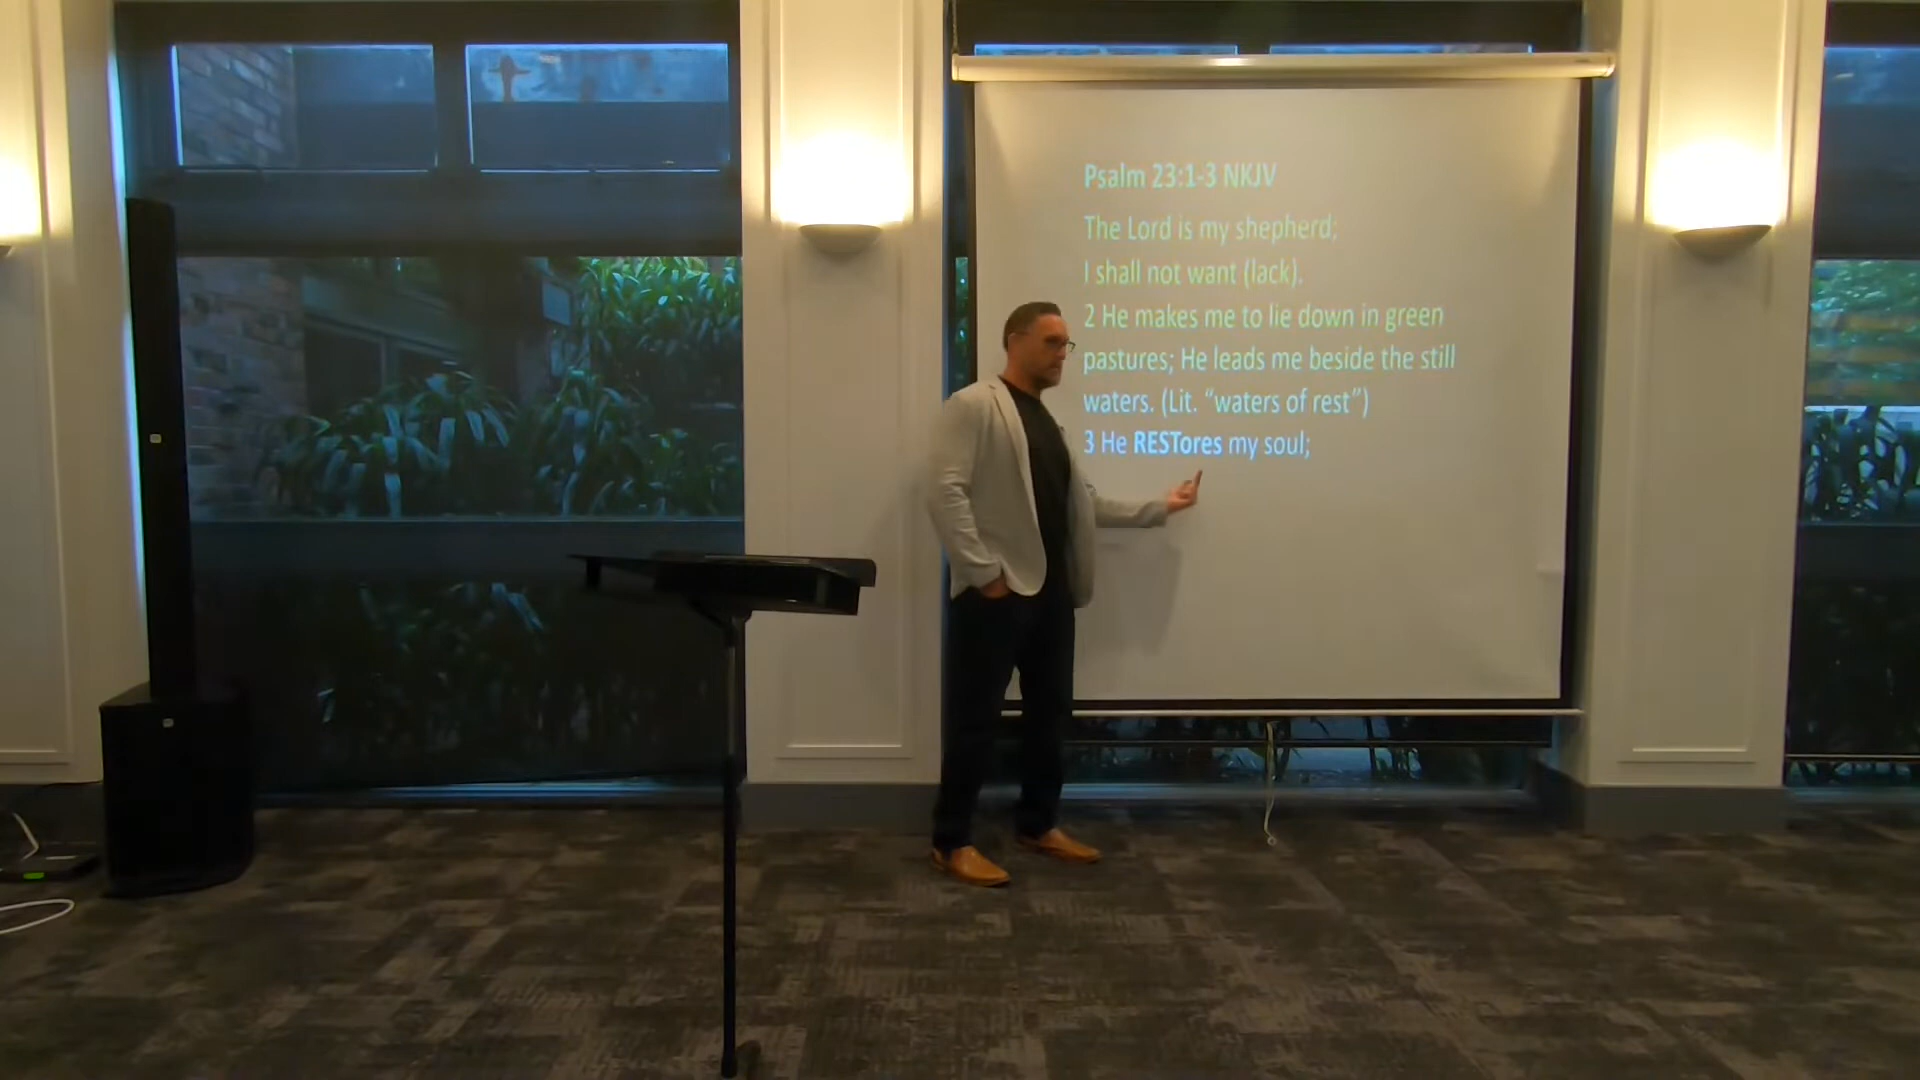 Psalm 23:1-3 NKJV
The Lord is my shepherd;
I shall not want (lack).
2 He makes me to lie down in green
pastures; He leads me beside the still
waters. (Lit. “waters of rest”)
3 He RESTores my soul;